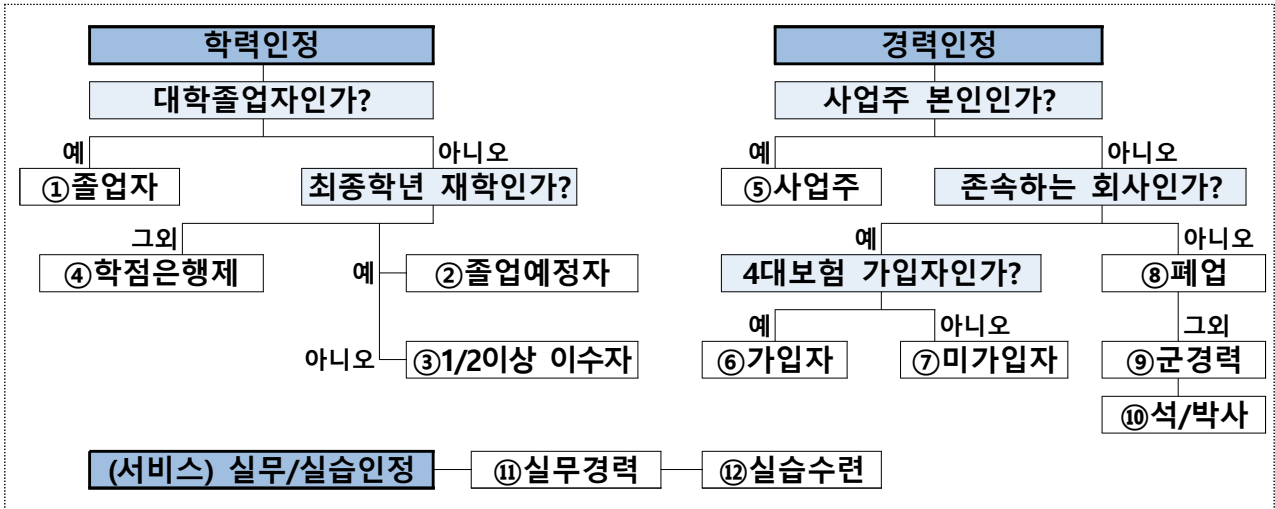 학력인정
대학졸업자인가?
예
아니오
①졸업자
최종학년 재학인가?
그외
④학점은행제
예
②졸업예정자
아니오
③1/2이상 이수자
경력인정
사업주 본인인가?
예
아니오
⑤사업주
존속하는 회사인가?
예
아니오
4대보험 가입자인가?
⑧폐업
예
아니오
그외
⑥가입자
⑦미가입자
⑨군경력
⑩석/박사
(서비스) 실무/실습인정
⑪실무경력
⑫실습수련